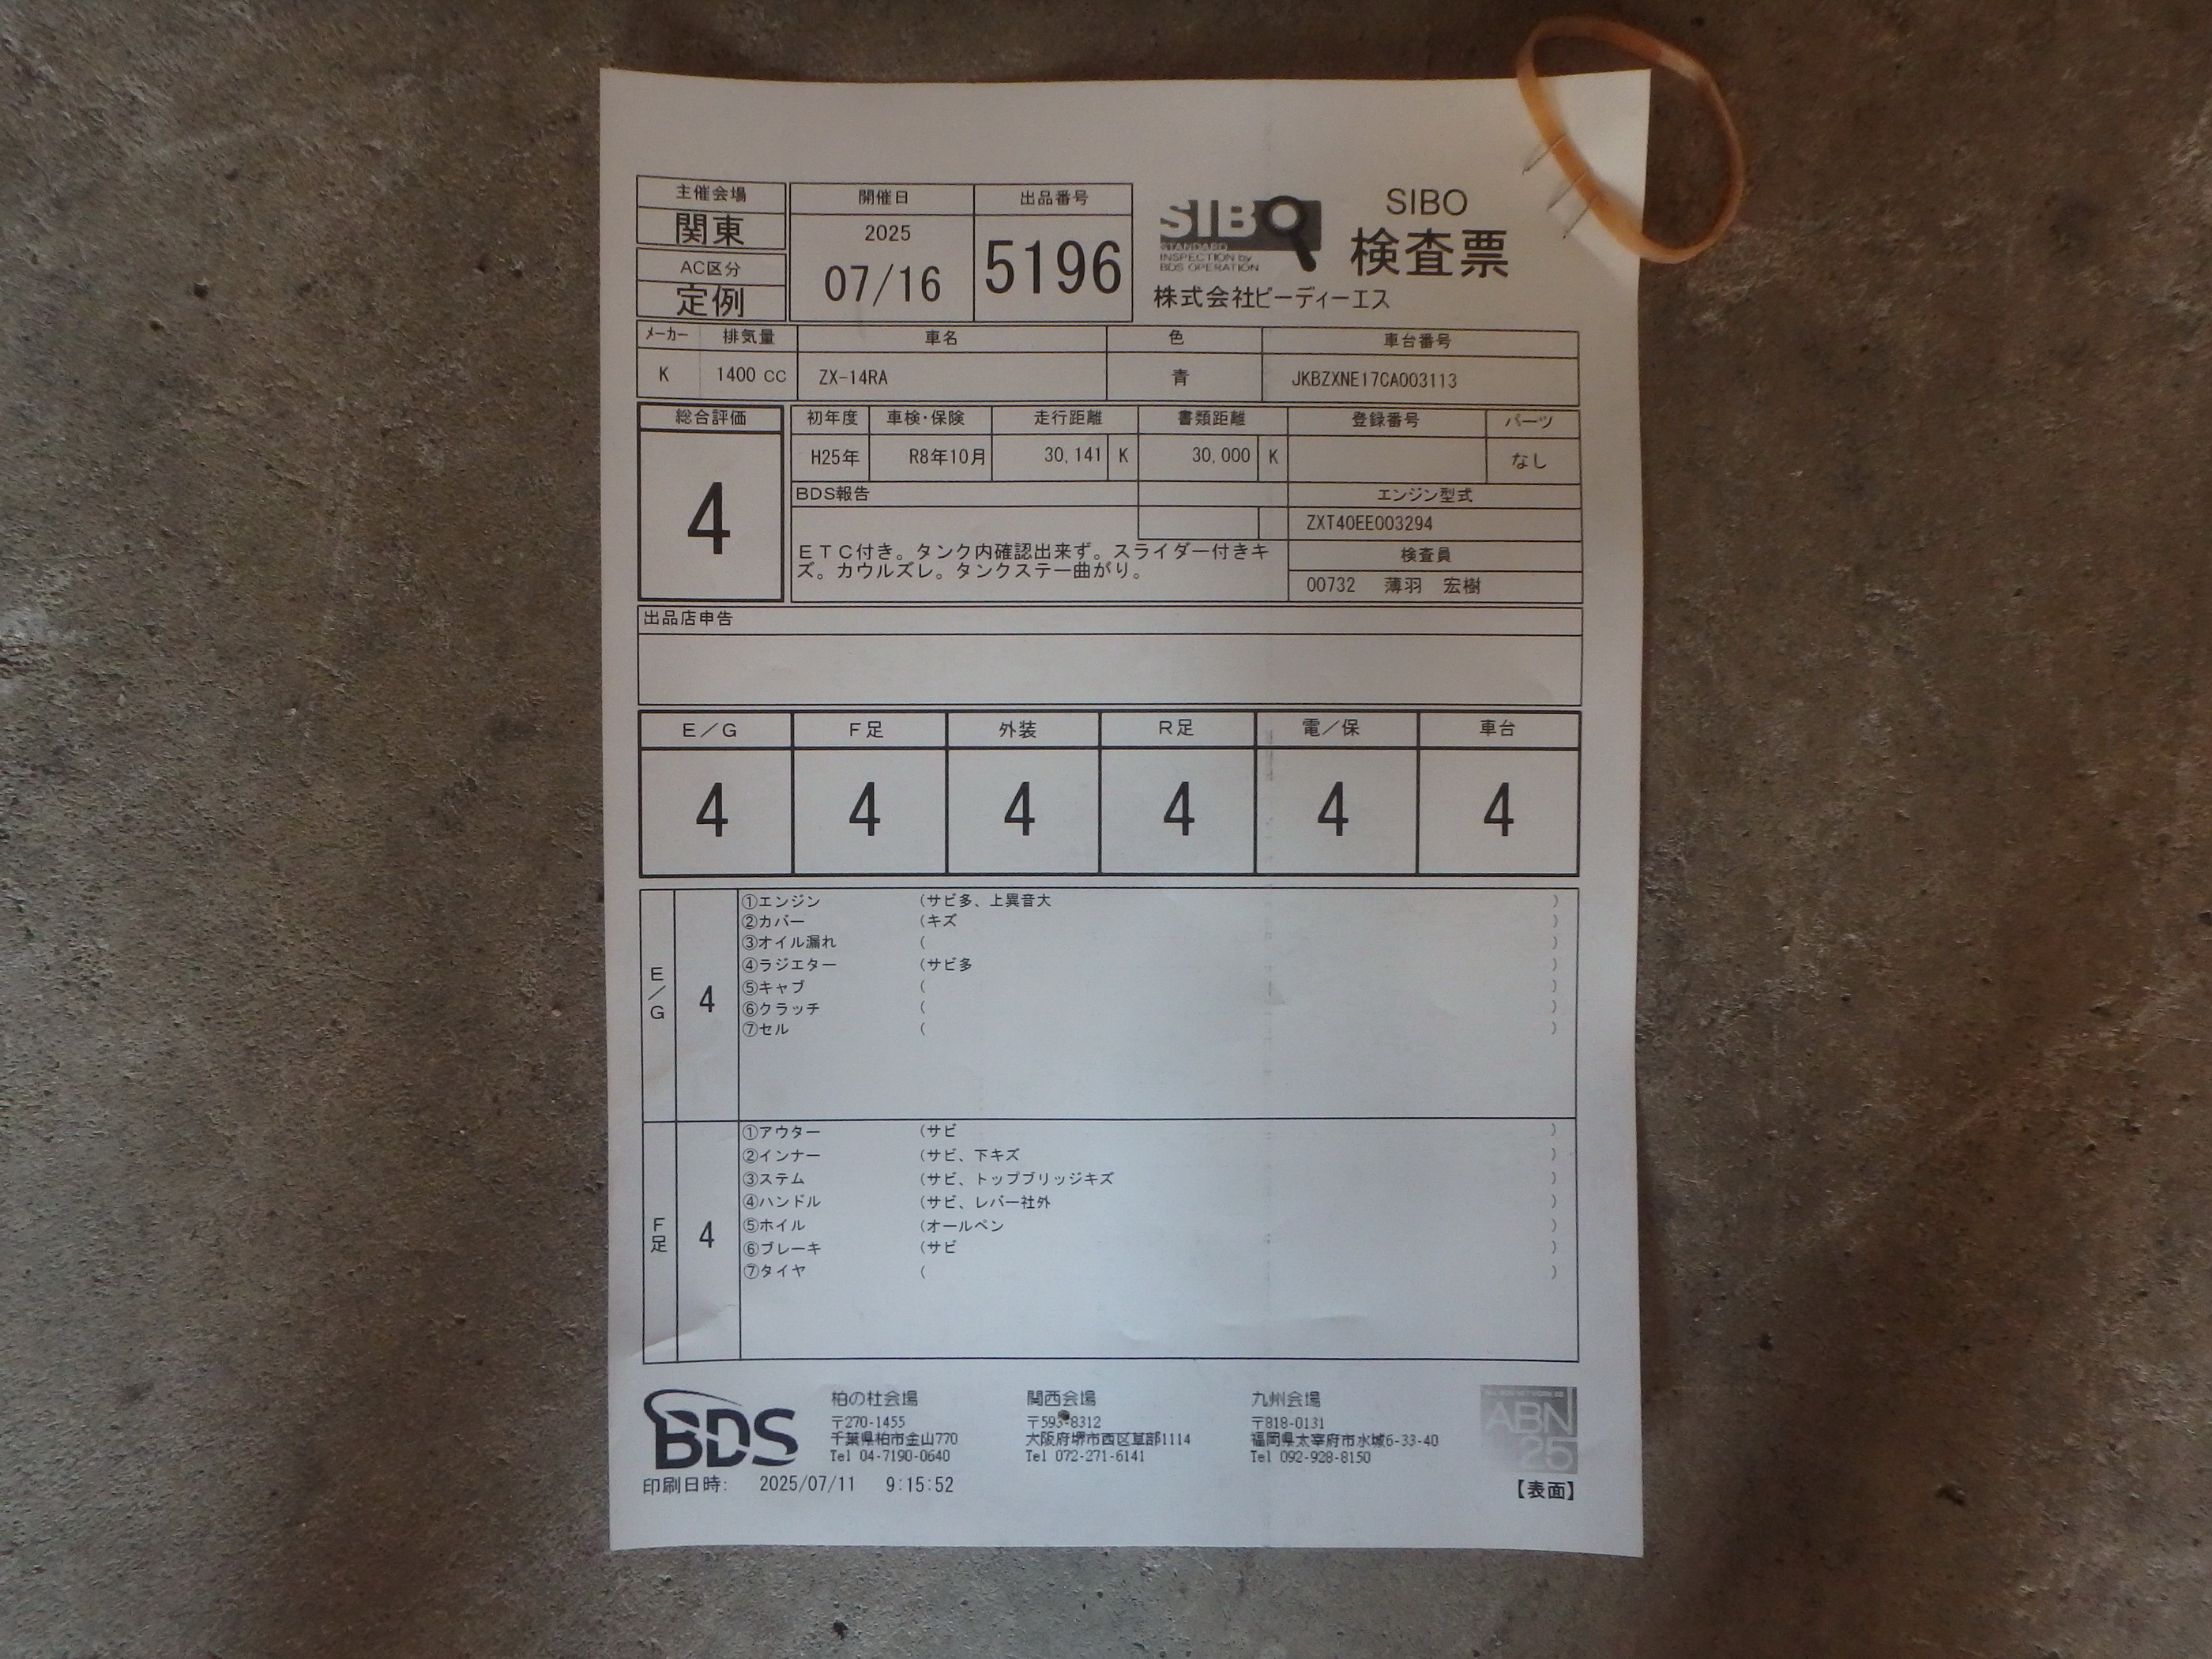 主催会場 開催日 出品番号
関東 2025 07/16 5196
AC区分
定例
SIBO
STANDARD
INSPECTION by
BDS OPERATION
SIBO
検査票
株式会社ビーディーエス
メーカー 排気量 車名 色 車台番号
K 1400 CC ZX-14RA 青 JKBZXNE17CA003113
総合評価 初年度 車検・保険 走行距離 書類距離 登録番号 パーツ
4 H25年 R8年10月 30,141 K 30,000 K なし
BDS報告 エンジン型式
ZXT40EE003294
ETC付き。タンク内確認出来ず。スライダー付きキ
ズ。カウルズレ。タンクステー曲がり。
検査員
00732 薄羽 宏樹
出品店申告
E/G F足 外装 R足 電/保 車台
4 4 4 4 4 4
E/G 4
①エンジン (サビ多、上異音大 )
②カバー (キズ )
③オイル漏れ ( )
④ラジエター (サビ多 )
⑤キャブ ( )
⑥クラッチ ( )
⑦セル ( )
F足 4
①アウター (サビ )
②インナー (サビ、下キズ )
③ステム (サビ、トップブリッジキズ )
④ハンドル (サビ、レバー社外 )
⑤ホイル (オールペン )
⑥ブレーキ (サビ )
⑦タイヤ ( )
BDS
柏の杜会場
〒270-1455
千葉県柏市金山770
Tel 04-7190-0640
関西会場
〒593-8312
大阪府堺市西区草部1114
Tel 072-271-6141
九州会場
〒818-0131
福岡県太宰府市水城6-33-40
Tel 092-928-8150
ABN
25
印刷日時: 2025/07/11 9:15:52
【表面】